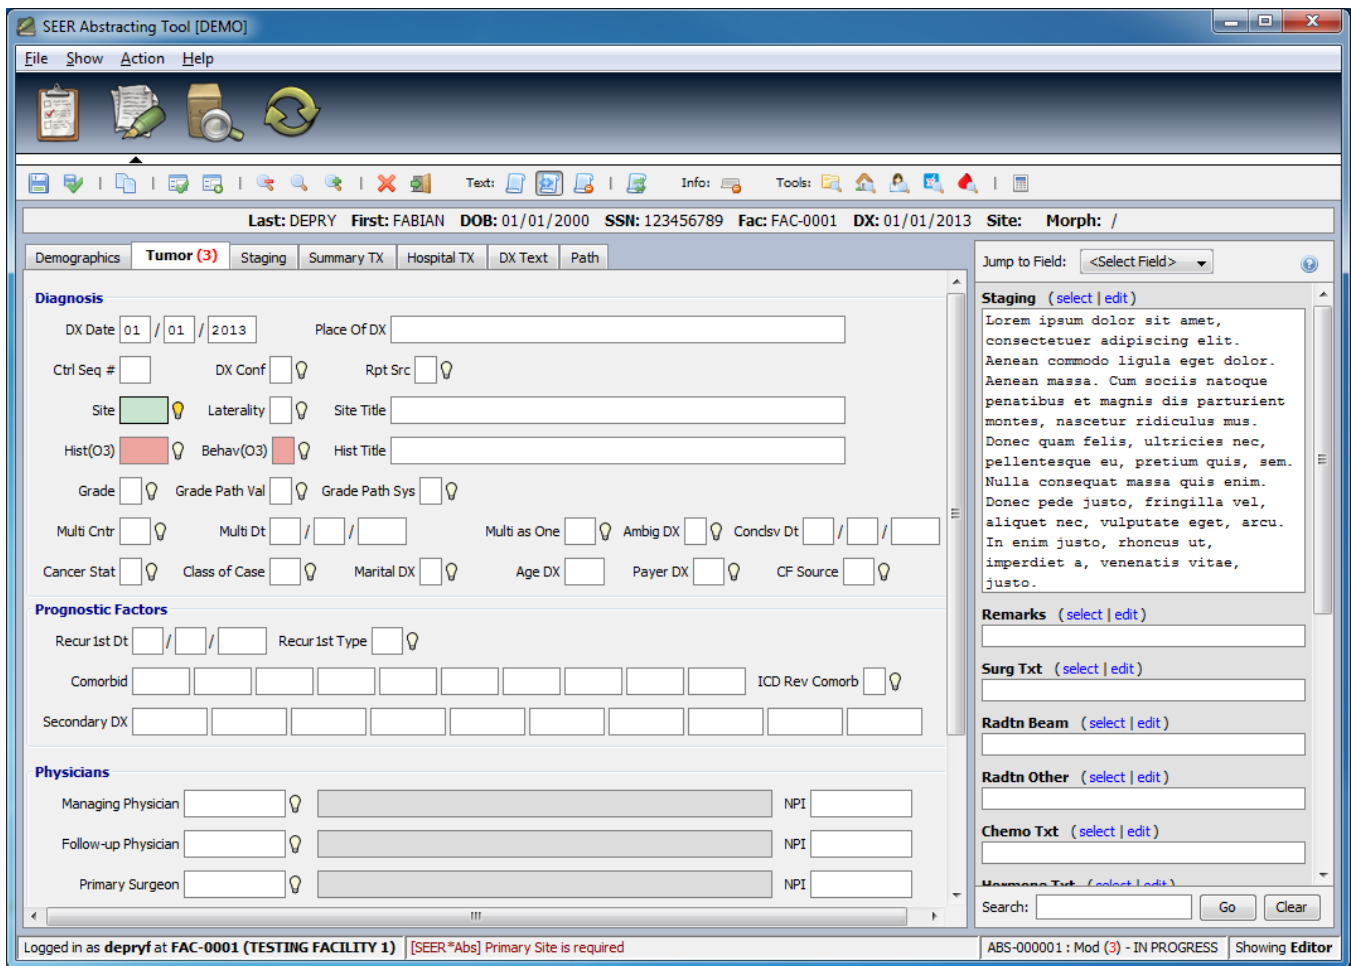 SEER Abstracting Tool [DEMO]
File Show Action Help
Text: Info: Tools:
Last: DEPRY First: FABIAN DOB: 01/01/2000 SSN: 123456789 Fac: FAC-0001 DX: 01/01/2013 Site: Morph: /
Demographics Tumor (3) Staging Summary TX Hospital TX DX Text Path
Diagnosis
DX Date 01 / 01 / 2013 Place Of DX
Ctrl Seq # DX Conf Rpt Src
Site Laterality Site Title
Hist(O3) Behav(O3) Hist Title
Grade Grade Path Val Grade Path Sys
Multi Cntr Multi Dt / / Multi as One Ambig DX Conclsv Dt / /
Cancer Stat Class of Case Marital DX Age DX Payer DX CF Source
Prognostic Factors
Recur 1st Dt / / Recur 1st Type
Comorbid ICD Rev Comorb
Secondary DX
Physicians
Managing Physician NPI
Follow-up Physician NPI
Primary Surgeon NPI
Jump to Field: <Select Field>
Staging (select | edit)
Lorem ipsum dolor sit amet,
consectetuer adipiscing elit.
Aenean commodo ligula eget dolor.
Aenean massa. Cum sociis natoque
penatibus et magnis dis parturient
montes, nascetur ridiculus mus.
Donec quam felis, ultricies nec,
pellentesque eu, pretium quis, sem.
Nulla consequat massa quis enim.
Donec pede justo, fringilla vel,
aliquet nec, vulputate eget, arcu.
In enim justo, rhoncus ut,
imperdiet a, venenatis vitae,
justo.
Remarks (select | edit)
Surg Txt (select | edit)
Radtn Beam (select | edit)
Radtn Other (select | edit)
Chemo Txt (select | edit)
Hormone Txt (select | edit)
Search: Go Clear
Logged in as depryf at FAC-0001 (TESTING FACILITY 1) [SEER*Abs] Primary Site is required ABS-000001 : Mod (3) - IN PROGRESS Showing Editor